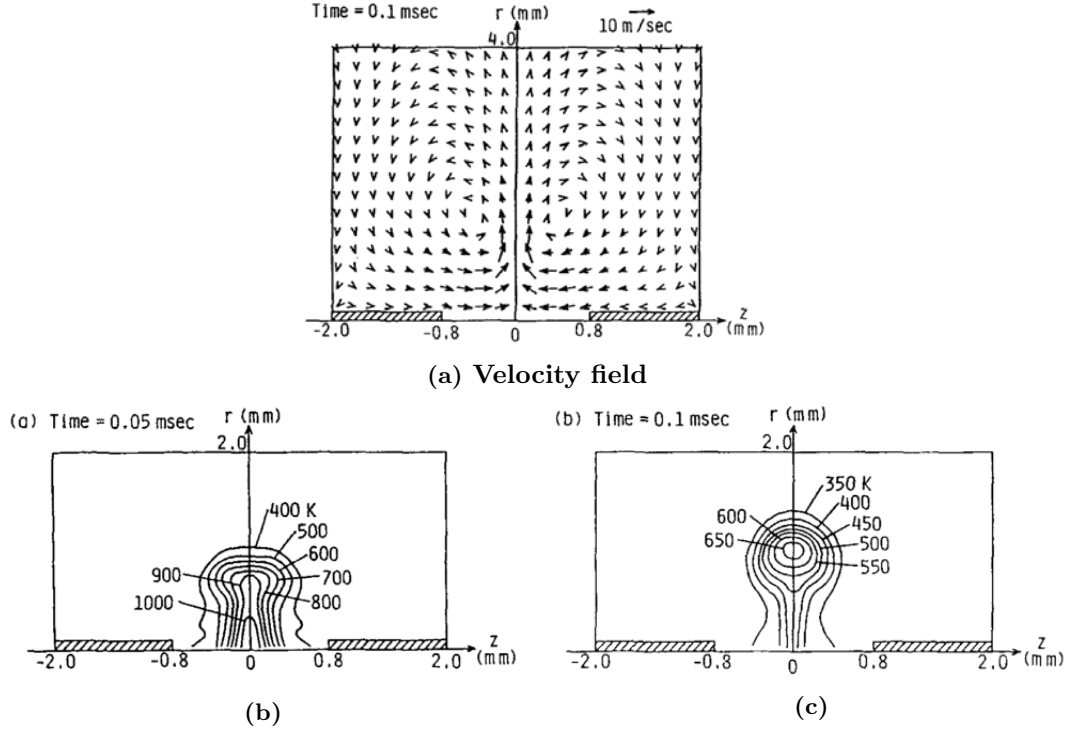 Time = 0.1 msec
r (mm)
10 m/sec
4.0
-2.0
-0.8
0
0.8
2.0
z
(mm)
(a) Velocity field
(a) Time = 0.05 msec
r (mm)
2.0
400 K
500
600
700
800
900
1000
-2.0
-0.8
0
0.8
2.0
z
(mm)
(b)
(b) Time = 0.1 msec
r (mm)
2.0
350 K
400
450
500
550
600
650
-2.0
-0.8
0
0.8
2.0
z
(mm)
(c)